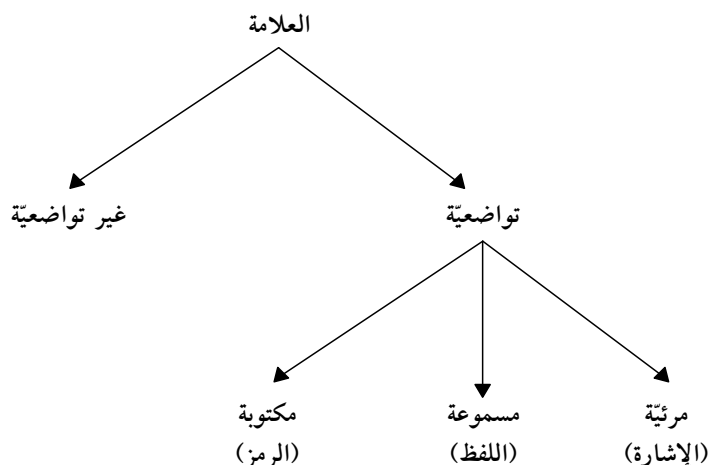 العلامة
تواضعيّة
غير تواضعيّة
مرئيّة
(الإشارة)
مسموعة
(اللفظ)
مكتوبة
(الرمز)